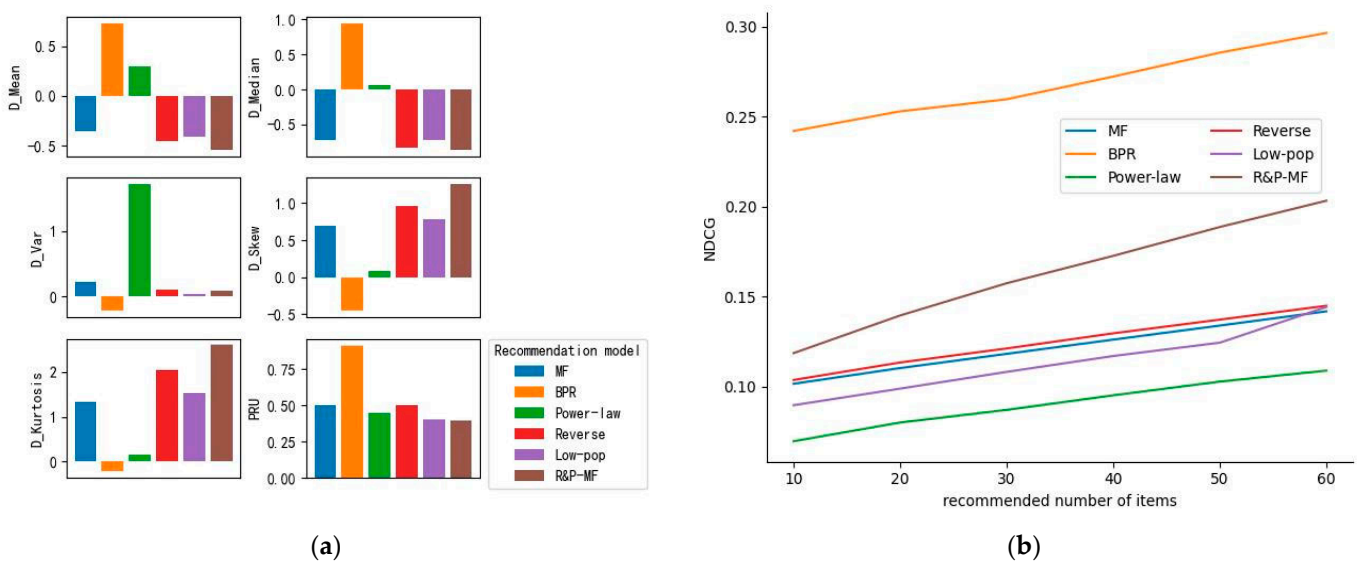 D_Mean
0.5
0.0
−0.5
D_Median
1.0
0.5
0.0
−0.5
D_Var
1
0
D_Skew
1.0
0.5
0.0
−0.5
D_Kurtosis
2
1
0
PRU
0.75
0.50
0.25
0.00
Recommendation model
MF
BPR
Power-law
Reverse
Low-pop
R&P-MF
(a)
NDCG
0.30
0.25
0.20
0.15
0.10
MF
BPR
Power-law
Reverse
Low-pop
R&P-MF
10 20 30 40 50 60
recommended number of items
(b)